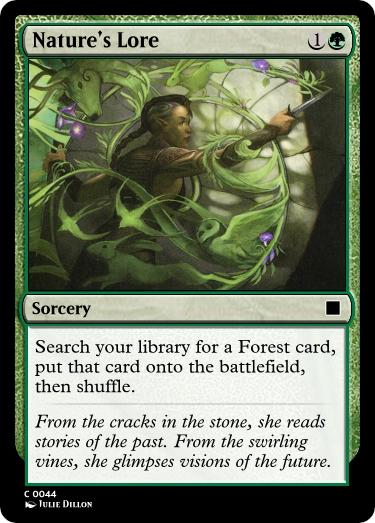 Nature's Lore 1
Sorcery
Search your library for a Forest card,
put that card onto the battlefield,
then shuffle.
From the cracks in the stone, she reads
stories of the past. From the swirling
vines, she glimpses visions of the future.
C 0044
Julie Dillon